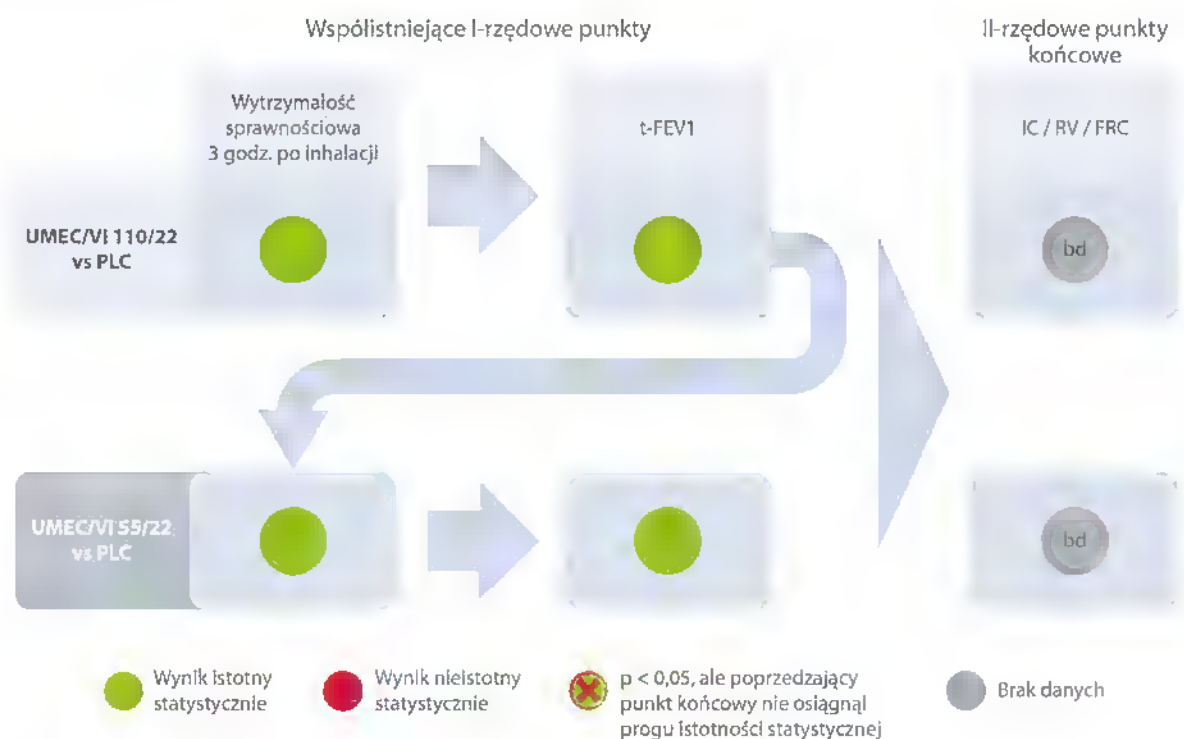 Współistniejące I-rzędowe punkty
II-rzędowe punkty
końcowe
Wytrzymałość
sprawnościowa
3 godz. po inhalacji
t-FEV1
IC / RV / FRC
UMEC/VI 110/22
vs PLC
bd
UMEC/VI 55/22
vs PLC
bd
Wynik istotny
statystycznie
Wynik nieistotny
statystycznie
p < 0,05, ale poprzedzający
punkt końcowy nie osiągnął
progu istotności statystycznej
Brak danych